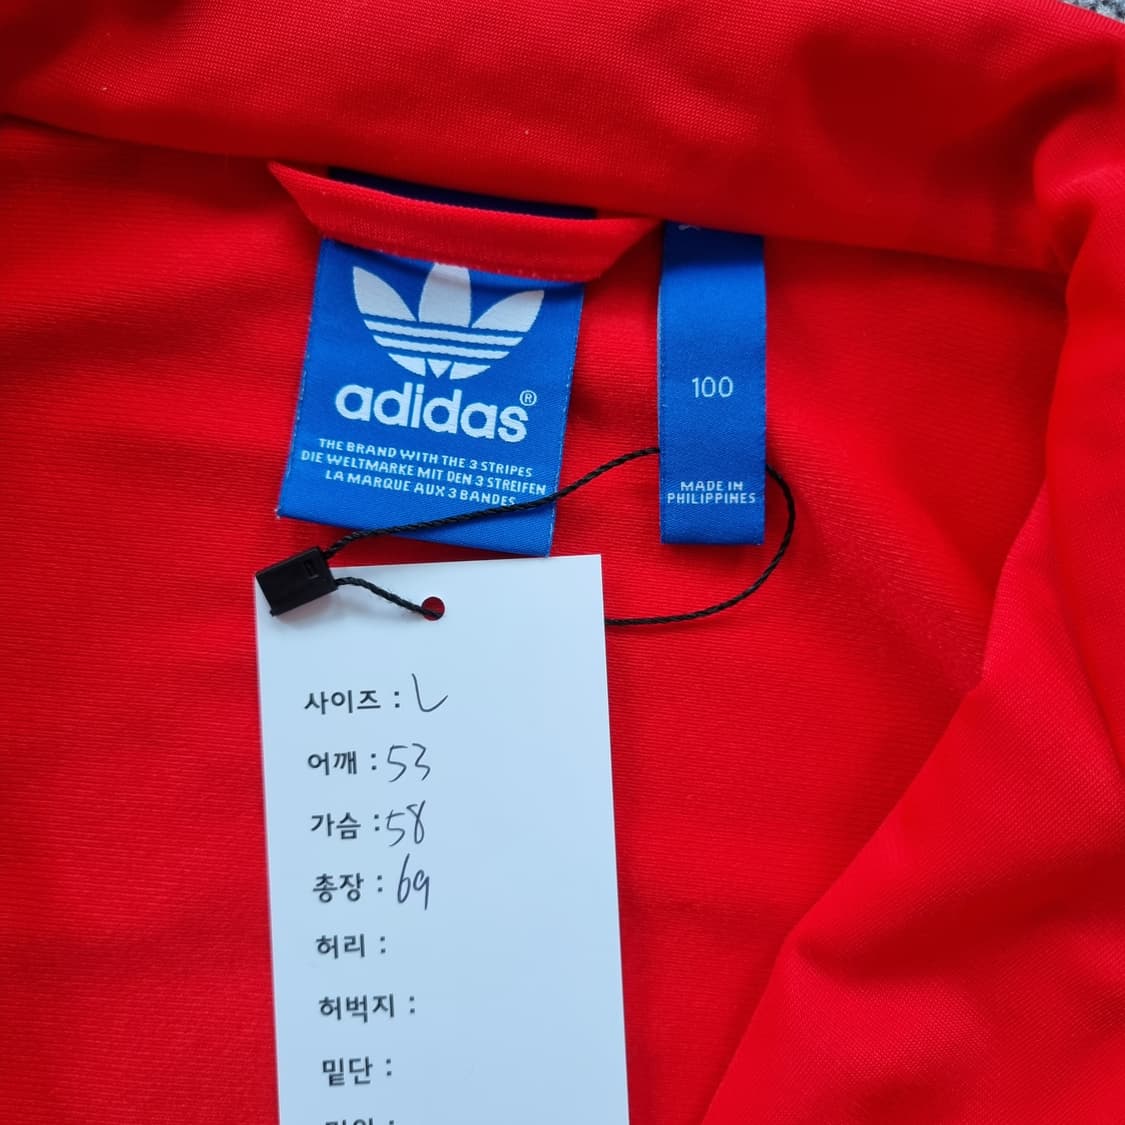 adidas®
THE BRAND WITH THE 3 STRIPES
DIE WELTMARKE MIT DEN 3 STREIFEN
LA MARQUE AUX 3 BANDES
100
MADE IN
PHILIPPINES
사이즈 : L
어깨 : 53
가슴 : 58
총장 : 69
허리 :
허벅지 :
밑단 :